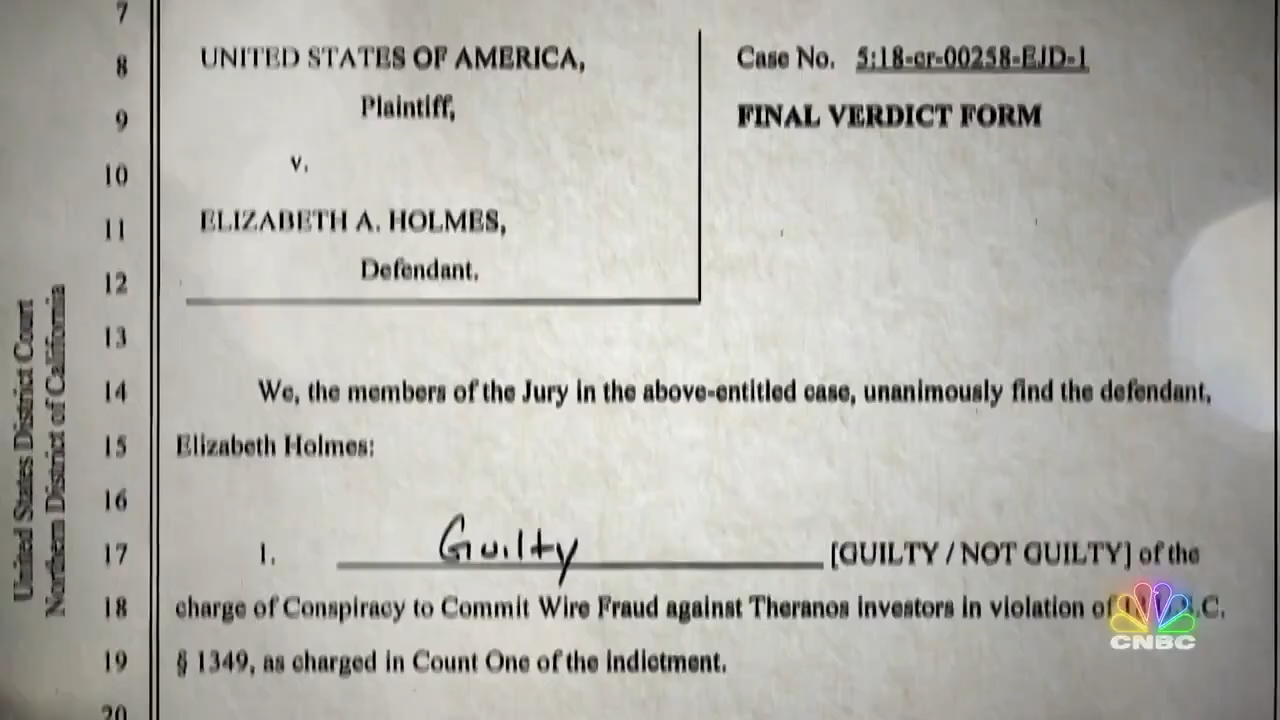 7
8 UNITED STATES OF AMERICA, Case No. 5:18-cr-00258-EJD-1
Plaintiff,
9 FINAL VERDICT FORM
v.
10
11 ELIZABETH A. HOLMES,
Defendant.
12
13
14 We, the members of the Jury in the above-entitled case, unanimously find the defendant,
15 Elizabeth Holmes:
16
17 1. Guilty [GUILTY / NOT GUILTY] of the
18 charge of Conspiracy to Commit Wire Fraud against Theranos investors in violation of
19 § 1349, as charged in Count One of the indictment.
20
United States District Court
Northern District of California
CNBC